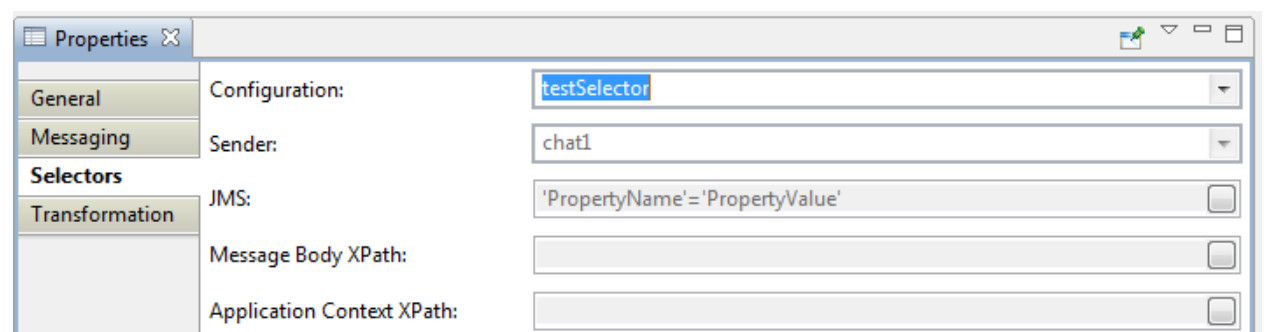 Properties
General
Messaging
Selectors
Transformation
Configuration: testSelector
Sender: chat1
JMS: 'PropertyName'='PropertyValue'
Message Body XPath:
Application Context XPath: